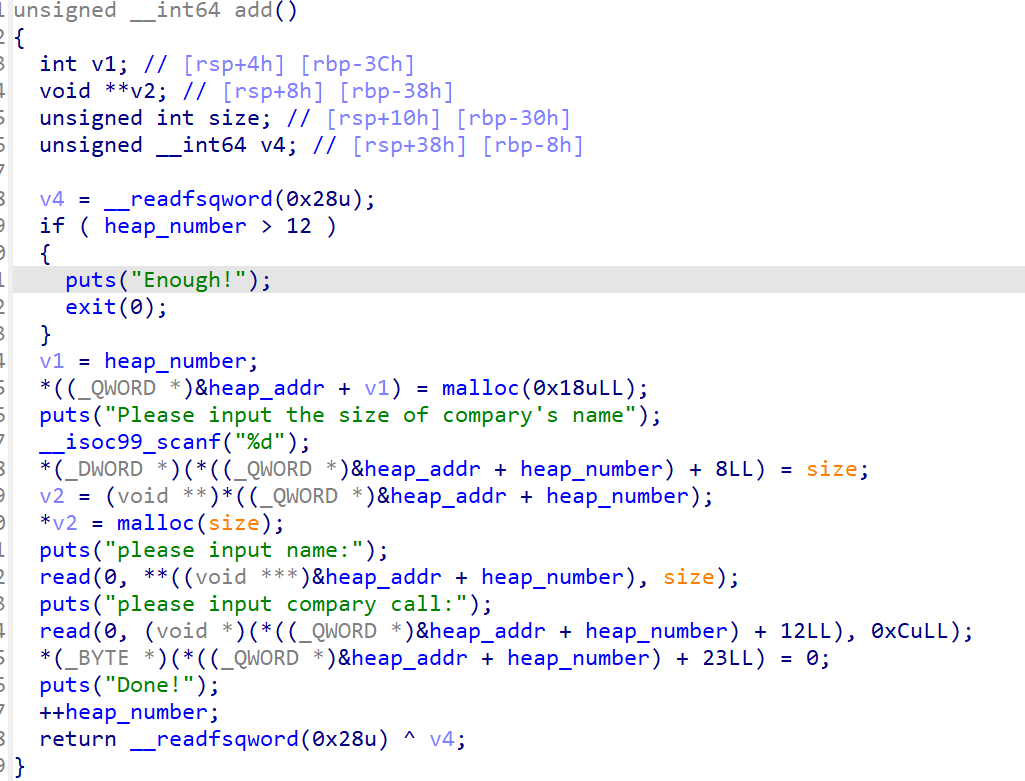 unsigned __int64 add()
{
  int v1; // [rsp+4h] [rbp-3Ch]
  void **v2; // [rsp+8h] [rbp-38h]
  unsigned int size; // [rsp+10h] [rbp-30h]
  unsigned __int64 v4; // [rsp+38h] [rbp-8h]

  v4 = __readfsqword(0x28u);
  if ( heap_number > 12 )
  {
    puts("Enough!");
    exit(0);
  }
  v1 = heap_number;
  *((_QWORD *)&heap_addr + v1) = malloc(0x18uLL);
  puts("Please input the size of compary's name");
  __isoc99_scanf("%d");
  *(_DWORD *)(*((_QWORD *)&heap_addr + heap_number) + 8LL) = size;
  v2 = (void **)*((_QWORD *)&heap_addr + heap_number);
  *v2 = malloc(size);
  puts("please input name:");
  read(0, **((void ***)&heap_addr + heap_number), size);
  puts("please input compary call:");
  read(0, (void *)(*((_QWORD *)&heap_addr + heap_number) + 12LL), 0xCuLL);
  *(_BYTE *)(*((_QWORD *)&heap_addr + heap_number) + 23LL) = 0;
  puts("Done!");
  ++heap_number;
  return __readfsqword(0x28u) ^ v4;
}